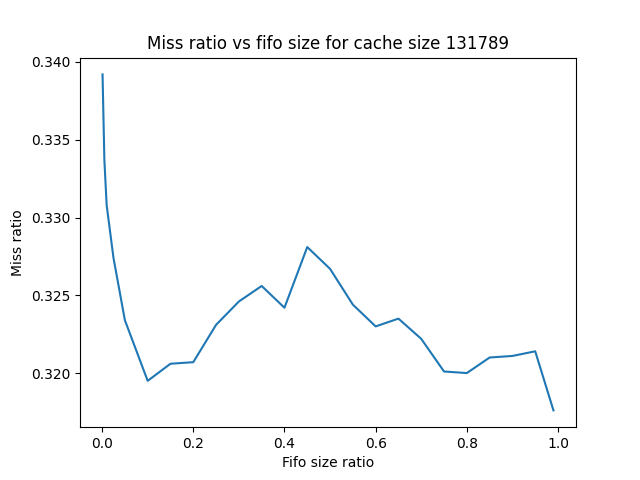 Miss ratio vs fifo size for cache size 131789
0.340
0.335
0.330
0.325
0.320
Miss ratio
0.0 0.2 0.4 0.6 0.8 1.0
Fifo size ratio